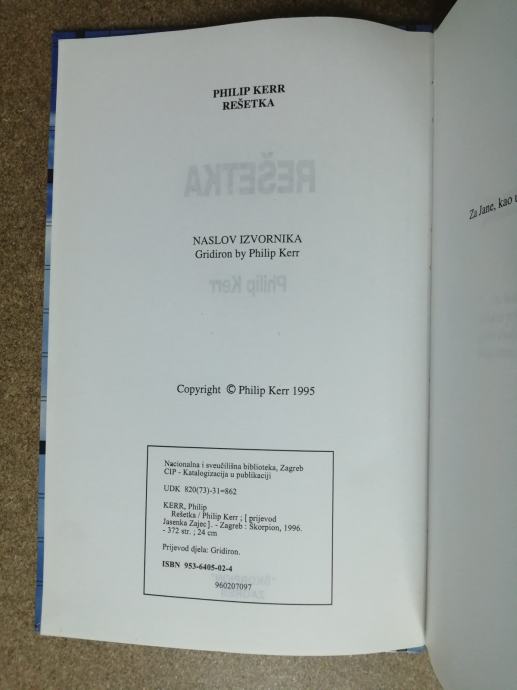 PHILIP KERR
REŠETKA
NASLOV IZVORNIKA
Gridiron by Philip Kerr
Copyright © Philip Kerr 1995
Nacionalna i sveučilišna biblioteka, Zagreb
CIP - Katalogizacija u publikaciji
UDK 820(73)-31=862
KERR, Philip
Rešetka / Philip Kerr ; [ prijevod
Jasenka Zajec ]. - Zagreb : Škorpion, 1996.
- 372 str. ; 24 cm
Prijevod djela: Gridiron.
ISBN 953-6405-02-4
960207097
Za Jane, kao